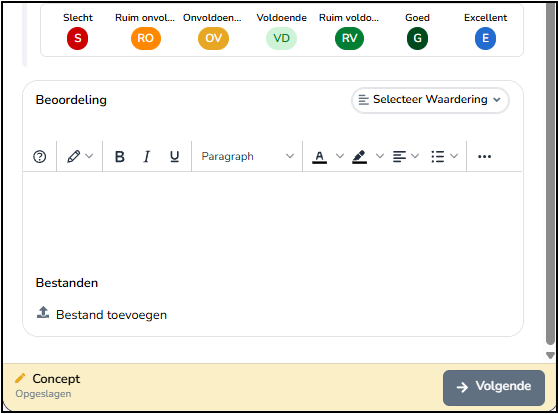 Slecht Ruim onvol... Onvoldoen... Voldoende Ruim voldo... Goed Excellent
S RO OV VD RV G E
Beoordeling Selecteer Waardering
B I U Paragraph A
Bestanden
Bestand toevoegen
Concept
Opgeslagen
Volgende